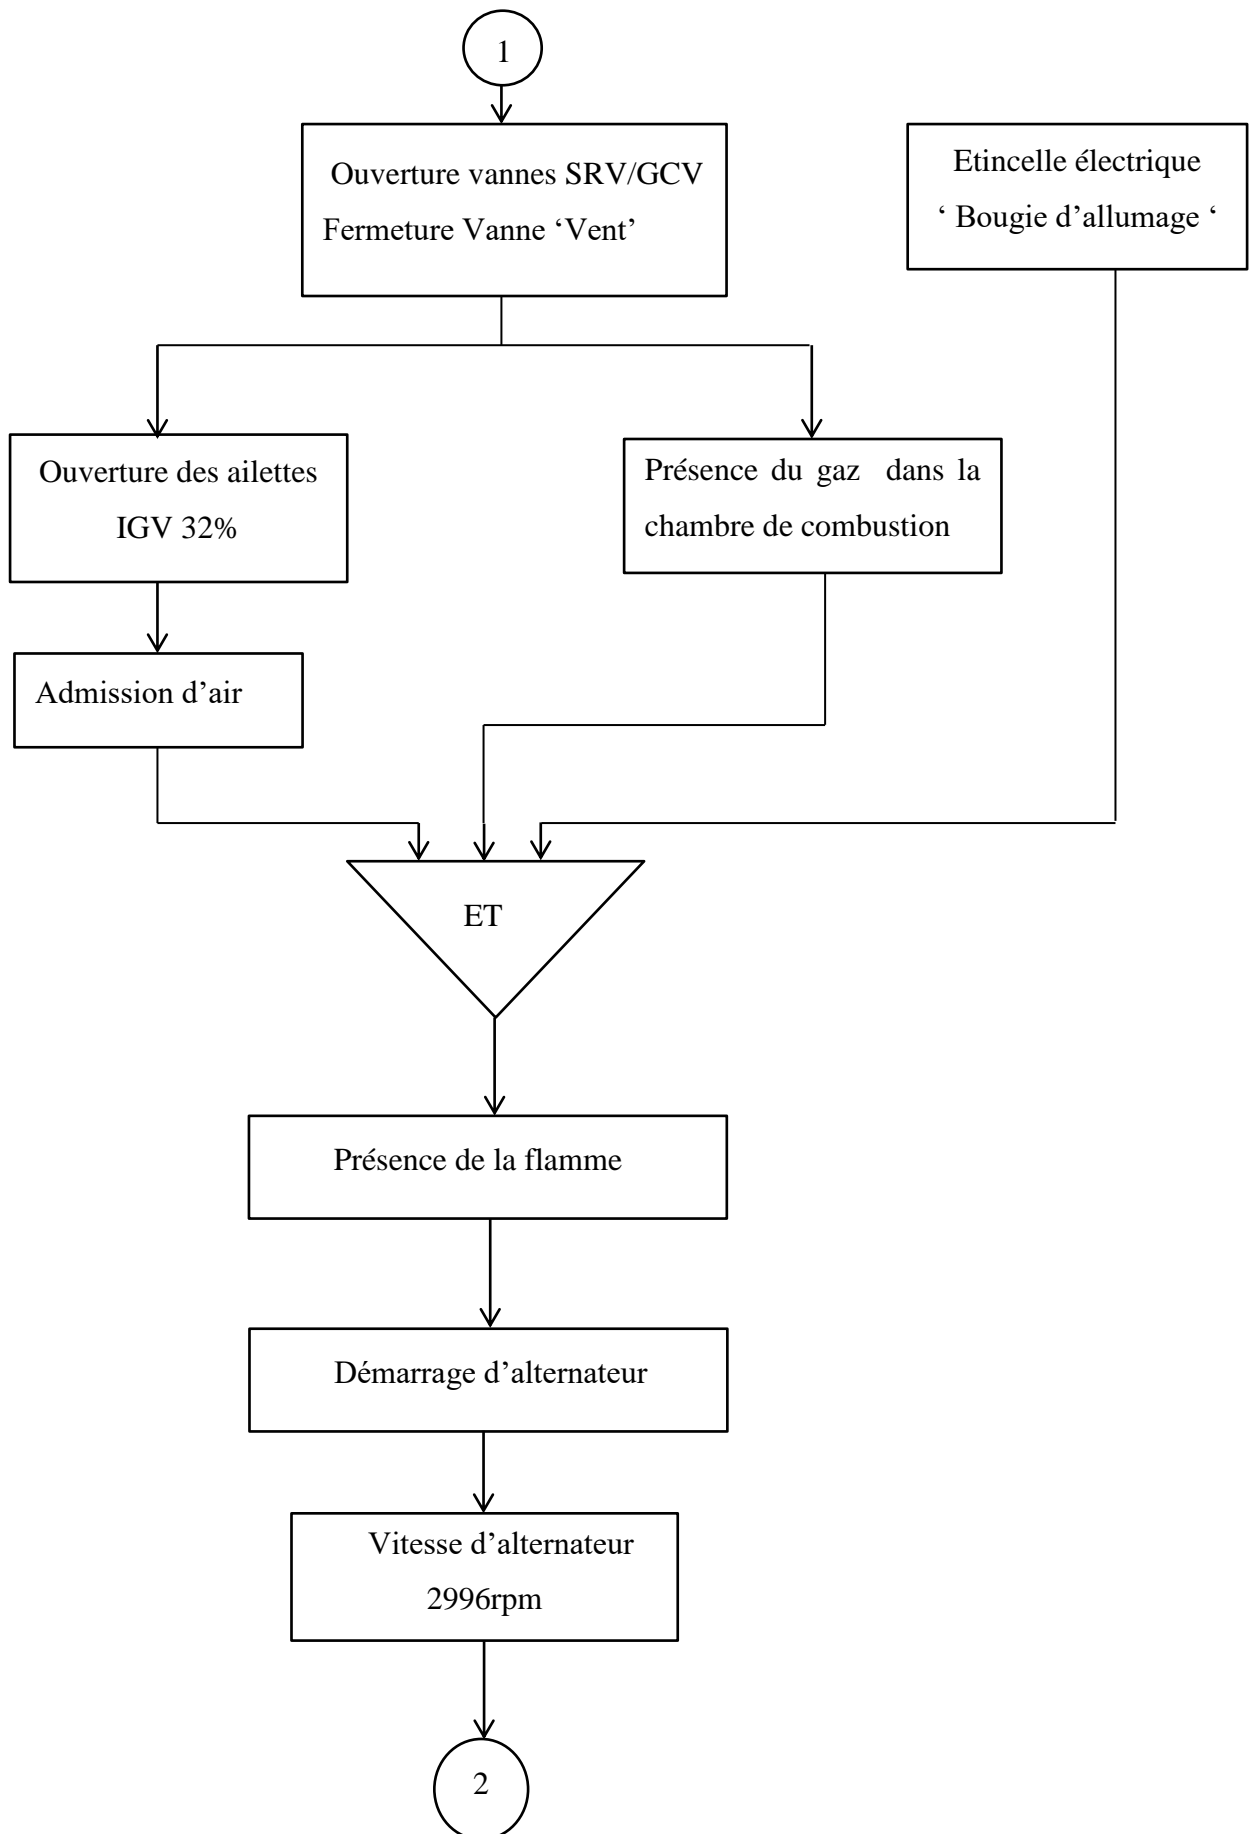 1
Ouverture vannes SRV/GCV
Fermeture Vanne ‘Vent’
Etincelle électrique
‘ Bougie d’allumage ‘
Ouverture des ailettes
IGV 32%
Présence du gaz dans la
chambre de combustion
Admission d’air
ET
Présence de la flamme
Démarrage d’alternateur
Vitesse d’alternateur
2996rpm
2